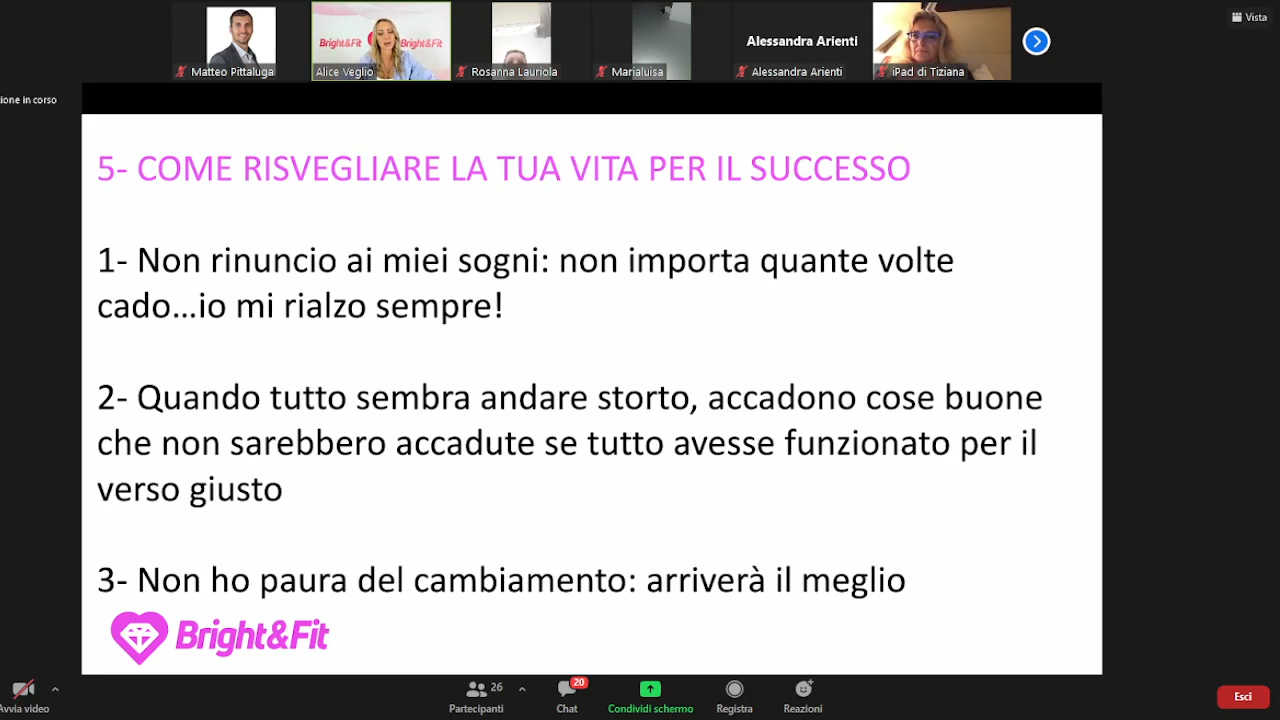 Vista
Bright&Fit
Bright&Fit
Alessandra Arienti
Matteo Pittaluga
Alice Veglio
Rosanna Lauriola
Marialuisa
Alessandra Arienti
iPad di Tiziana
ione in corso
5- COME RISVEGLIARE LA TUA VITA PER IL SUCCESSO
1- Non rinuncio ai miei sogni: non importa quante volte
cado...io mi rialzo sempre!
2- Quando tutto sembra andare storto, accadono cose buone
che non sarebbero accadute se tutto avesse funzionato per il
verso giusto
3- Non ho paura del cambiamento: arriverà il meglio
Bright&Fit
Avvia video
26
Partecipanti
20
Chat
Condividi schermo
Registra
Reazioni
Esci